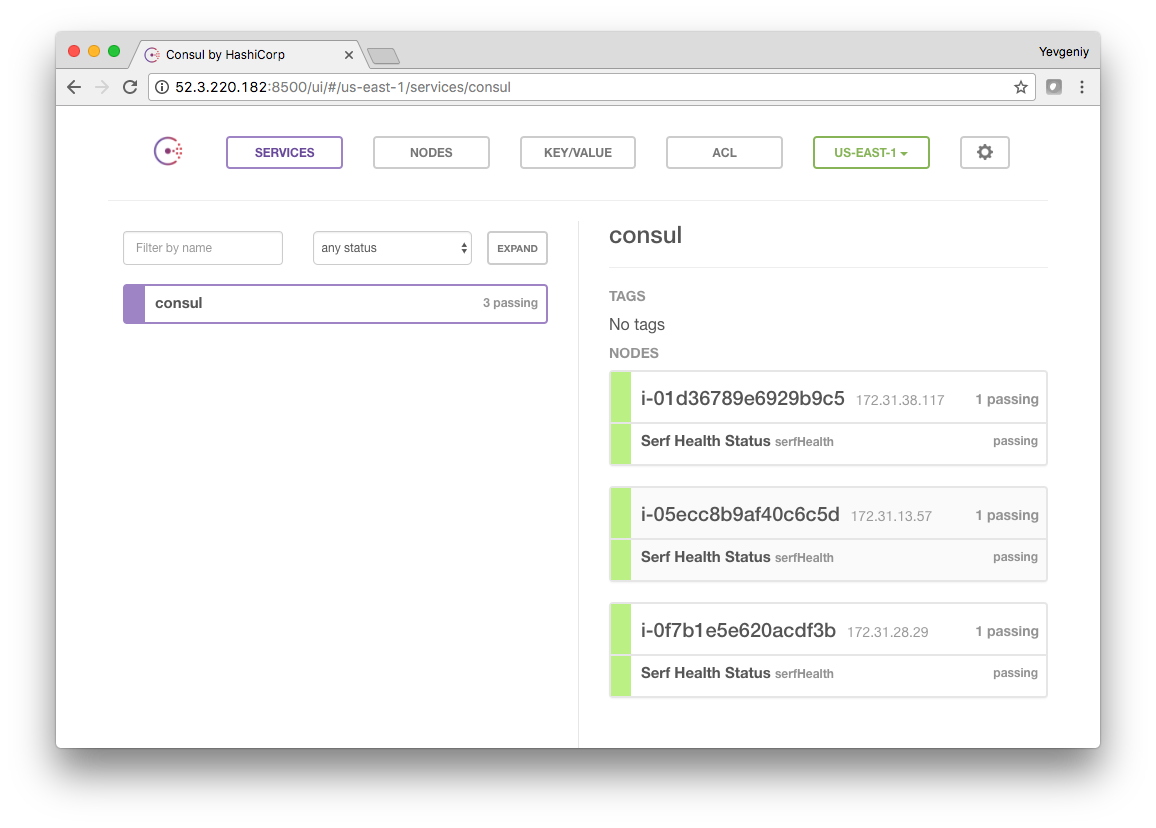 Consul by HashiCorp
Yevgeniy
52.3.220.182:8500/ui/#/us-east-1/services/consul
SERVICES
NODES
KEY/VALUE
ACL
US-EAST-1
Filter by name
any status
EXPAND
consul
3 passing
consul
TAGS
No tags
NODES
i-01d36789e6929b9c5 172.31.38.117 1 passing
Serf Health Status serfHealth passing
i-05ecc8b9af40c6c5d 172.31.13.57 1 passing
Serf Health Status serfHealth passing
i-0f7b1e5e620acdf3b 172.31.28.29 1 passing
Serf Health Status serfHealth passing